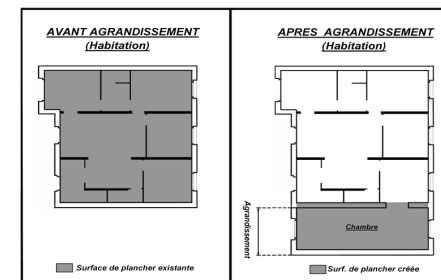 AVANT AGRANDISSEMENT
(Habitation)
Surface de plancher existante
APRES AGRANDISSEMENT
(Habitation)
Agrandissement
Chambre
Surf. de plancher créée